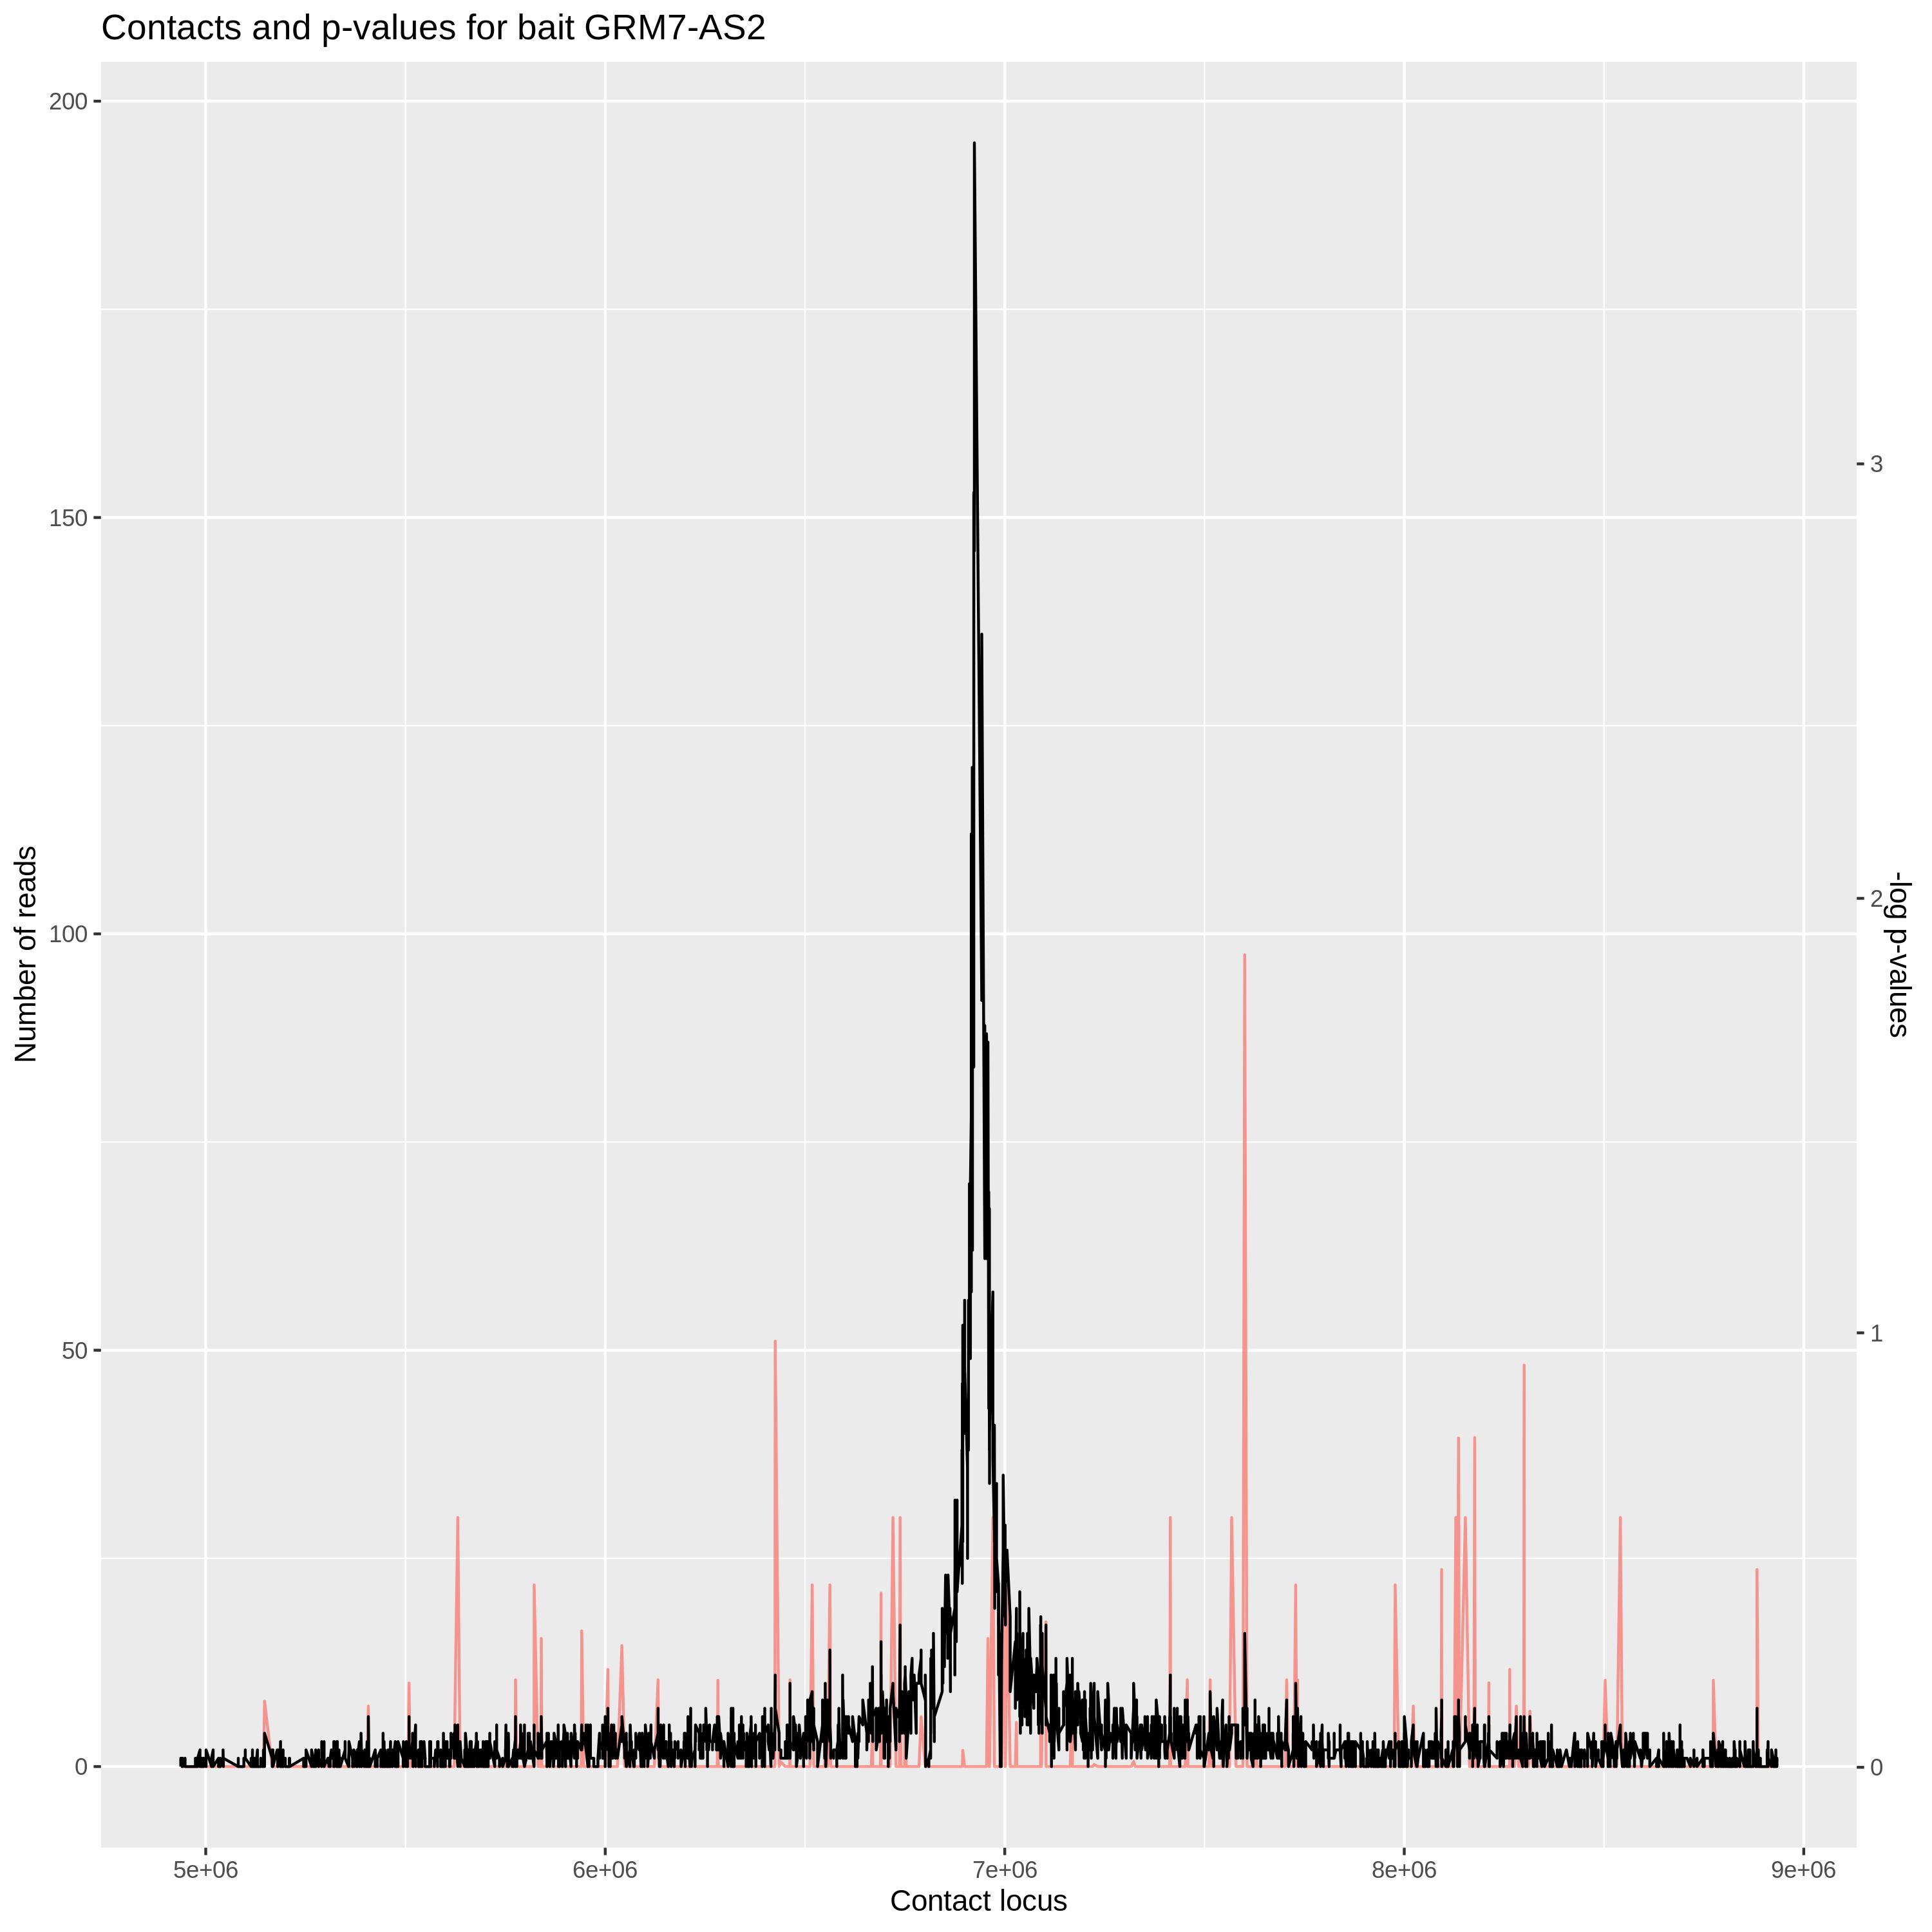 Contacts and p-values for bait GRM7-AS2
200
150
100
50
0
Number of reads
3
2
1
0
-log p-values
5e+06
6e+06
7e+06
8e+06
9e+06
Contact locus